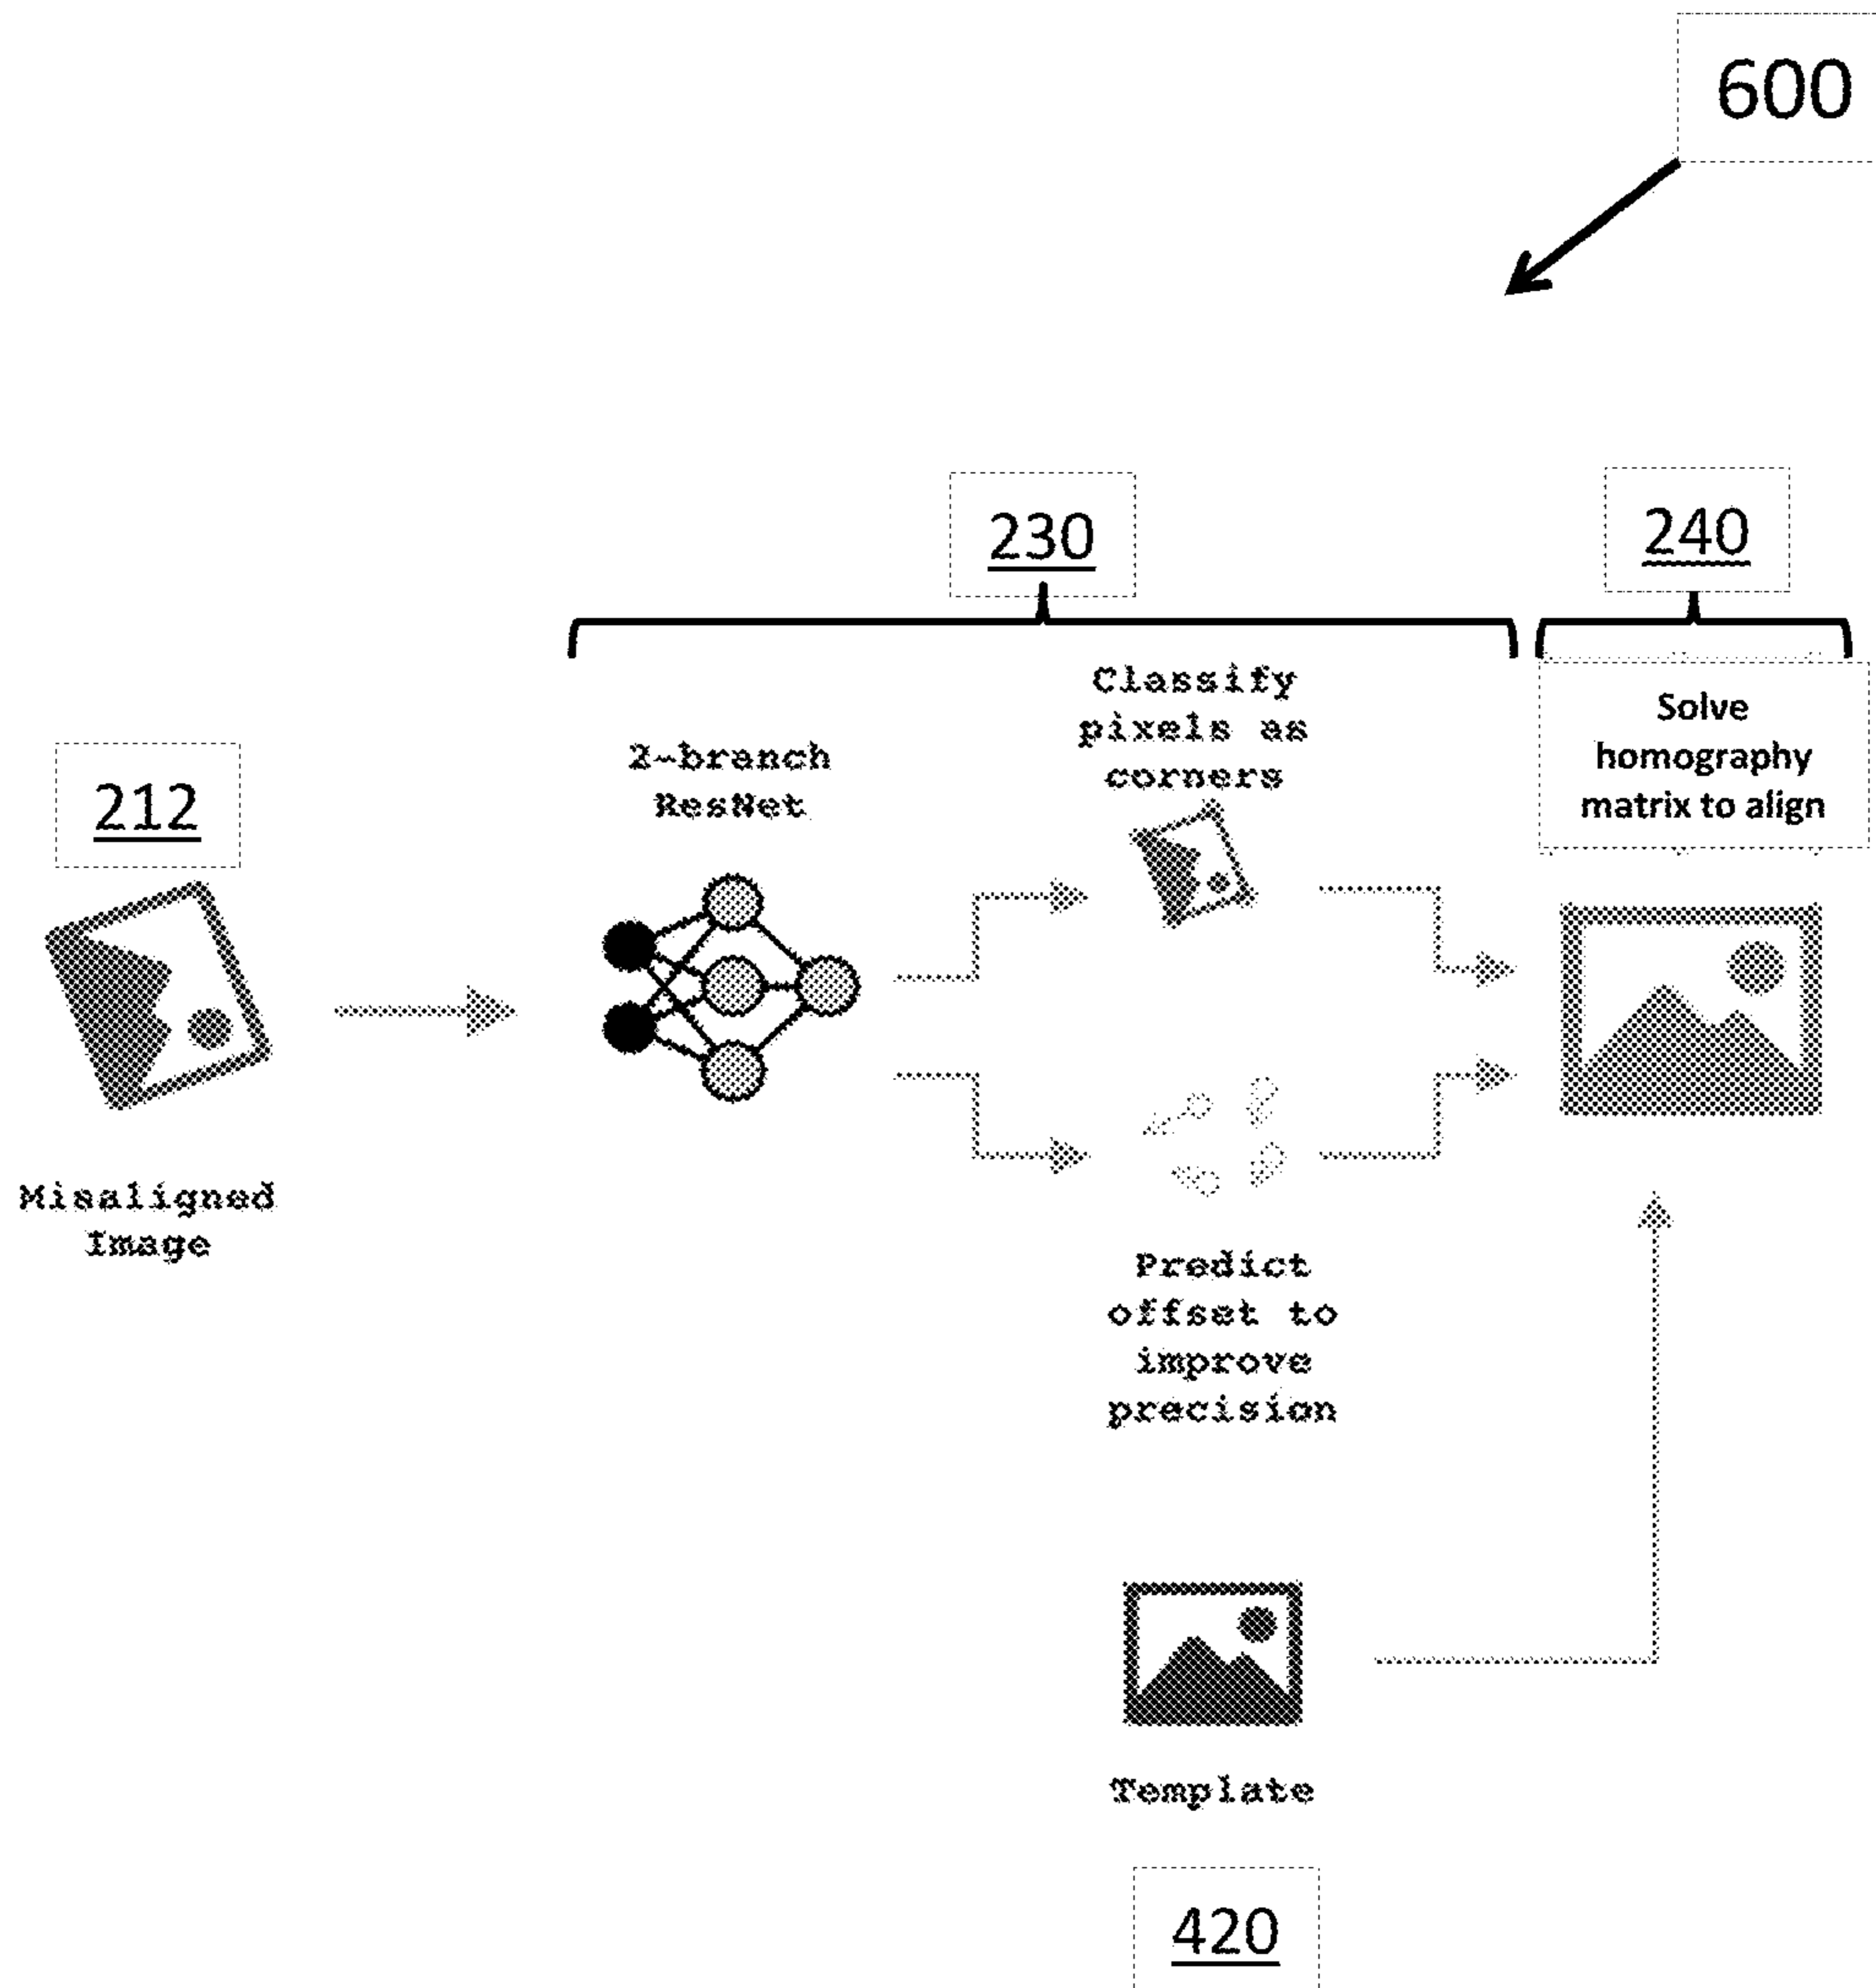 600
230
240
Classify
pixels as
corners
Solve
homography
matrix to align
2-branch
ResNet
212
Misaligned
Image
Predict
offset to
improve
precision
Template
420